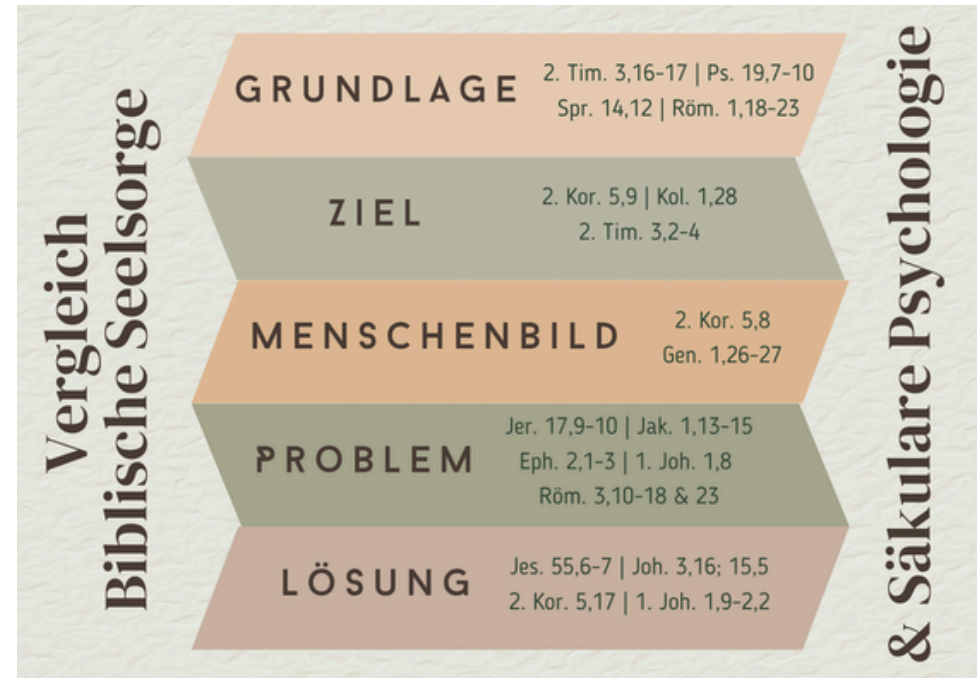 Vergleich
Biblische Seelsorge
GRUNDLAGE
2. Tim. 3,16-17 | Ps. 19,7-10
Spr. 14,12 | Röm. 1,18-23
ZIEL
2. Kor. 5,9 | Kol. 1,28
2. Tim. 3,2-4
MENSCHENBILD
2. Kor. 5,8
Gen. 1,26-27
PROBLEM
Jer. 17,9-10 | Jak. 1,13-15
Eph. 2,1-3 | 1. Joh. 1,8
Röm. 3,10-18 & 23
LÖSUNG
Jes. 55,6-7 | Joh. 3,16; 15,5
2. Kor. 5,17 | 1. Joh. 1,9-2,2
& Säkulare Psychologie